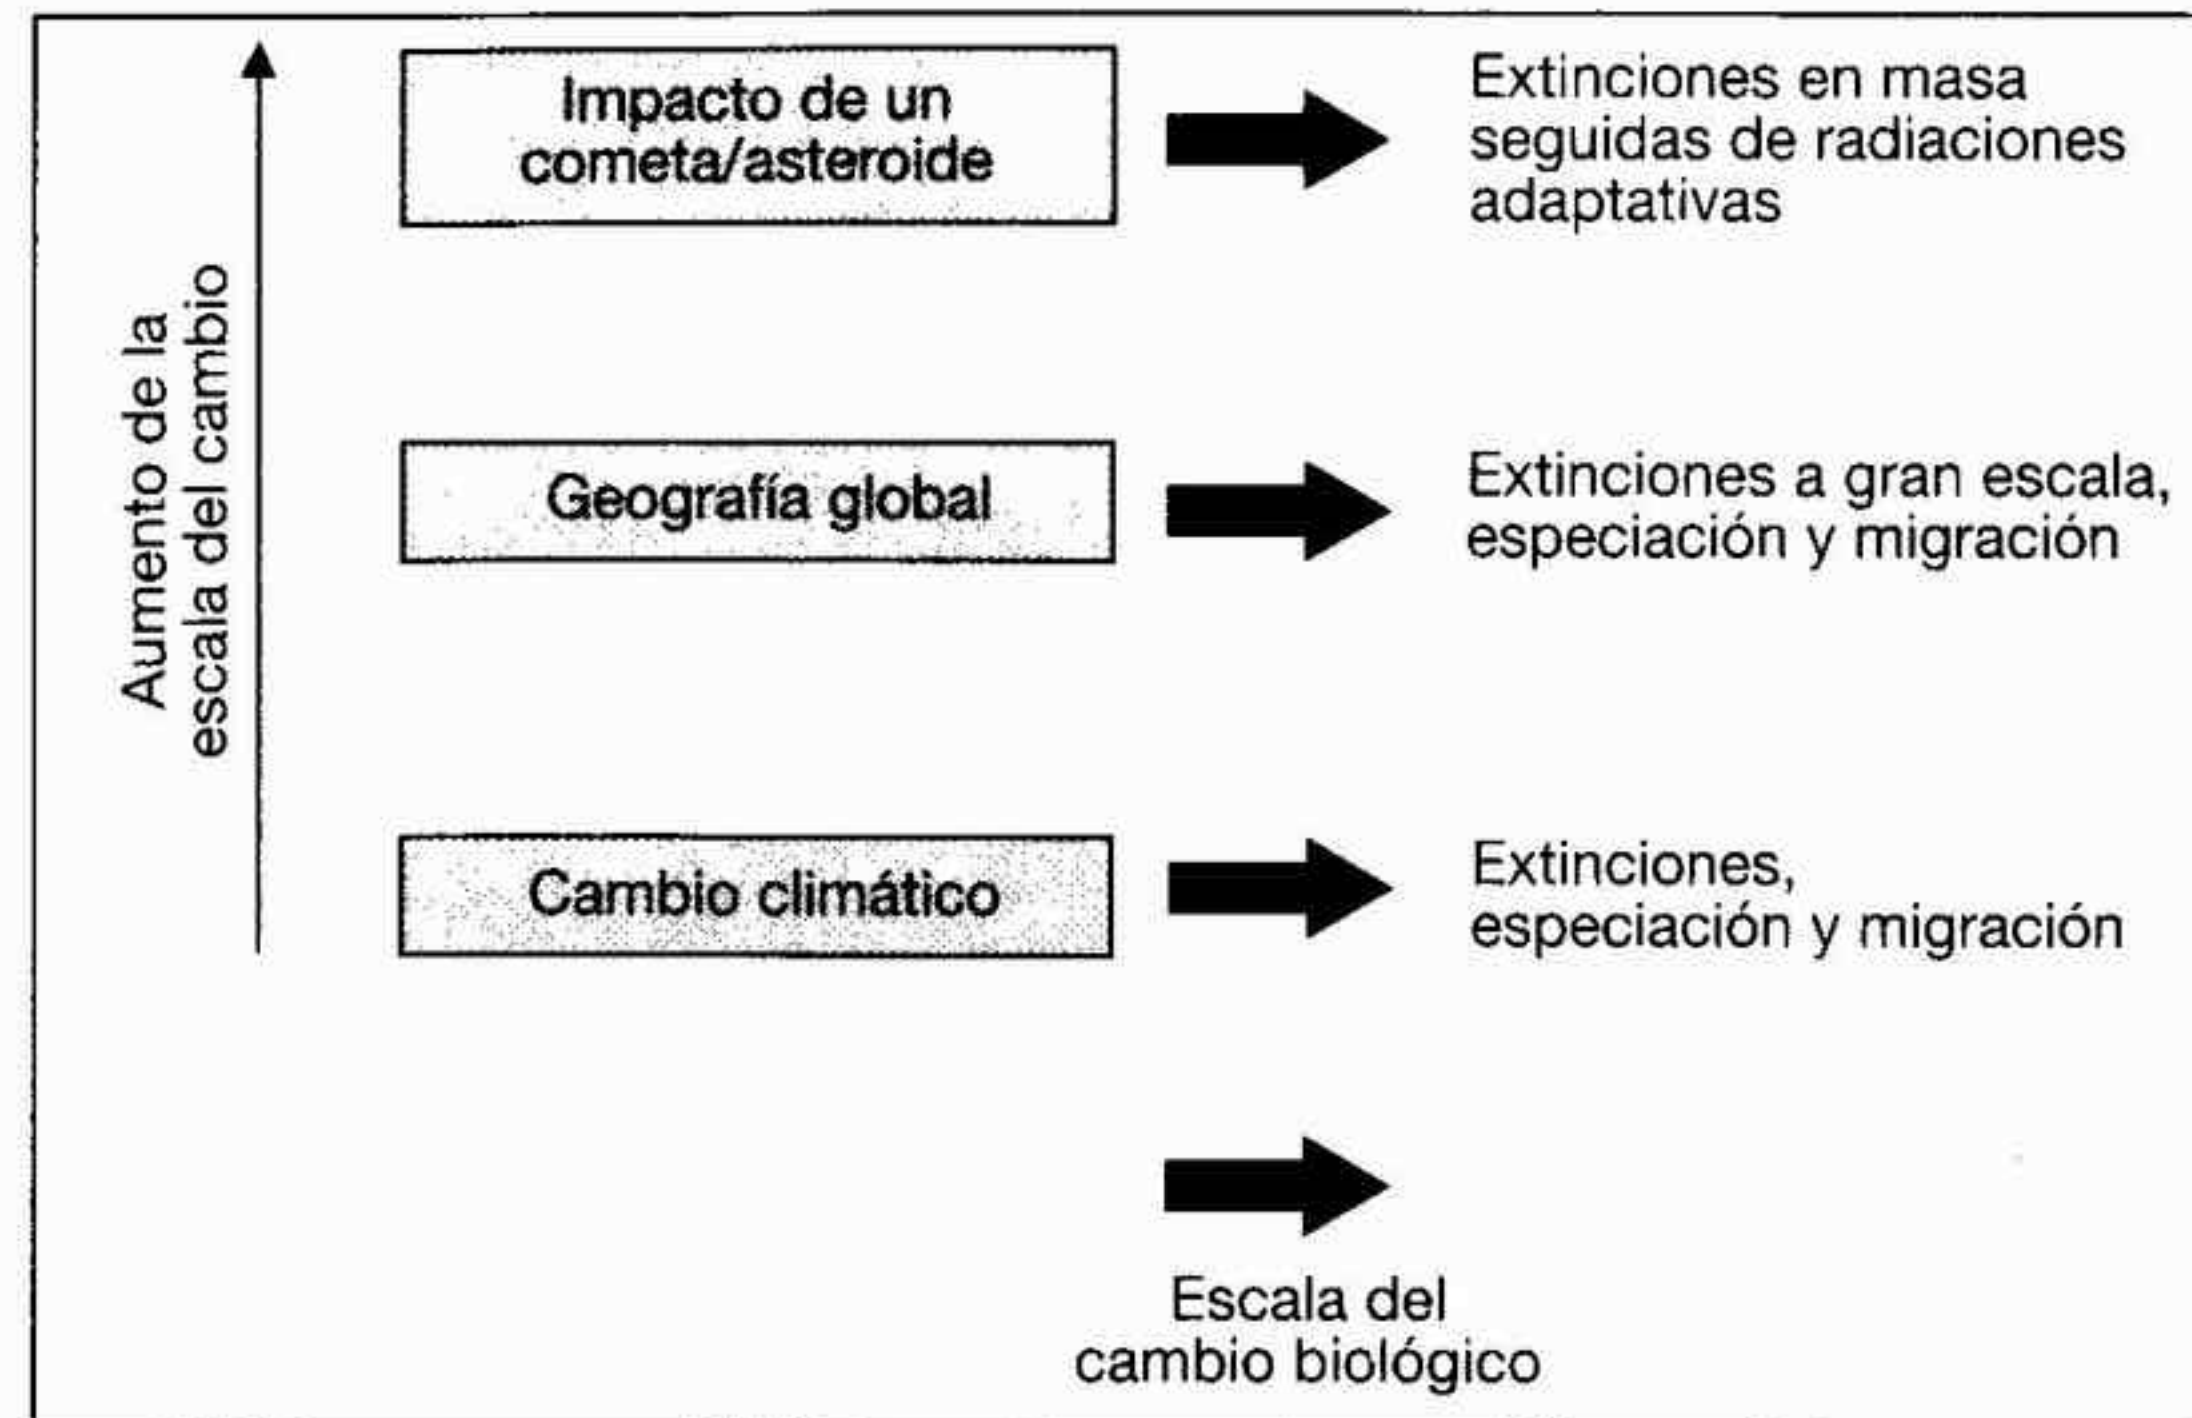 Impacto de un
cometa/asteroide
Extinciones en masa
seguidas de radiaciones
adaptativas
Aumento de la
escala del cambio
Geografía global
Extinciones a gran escala,
especiación y migración
Cambio climático
Extinciones,
especiación y migración
Escala del
cambio biológico